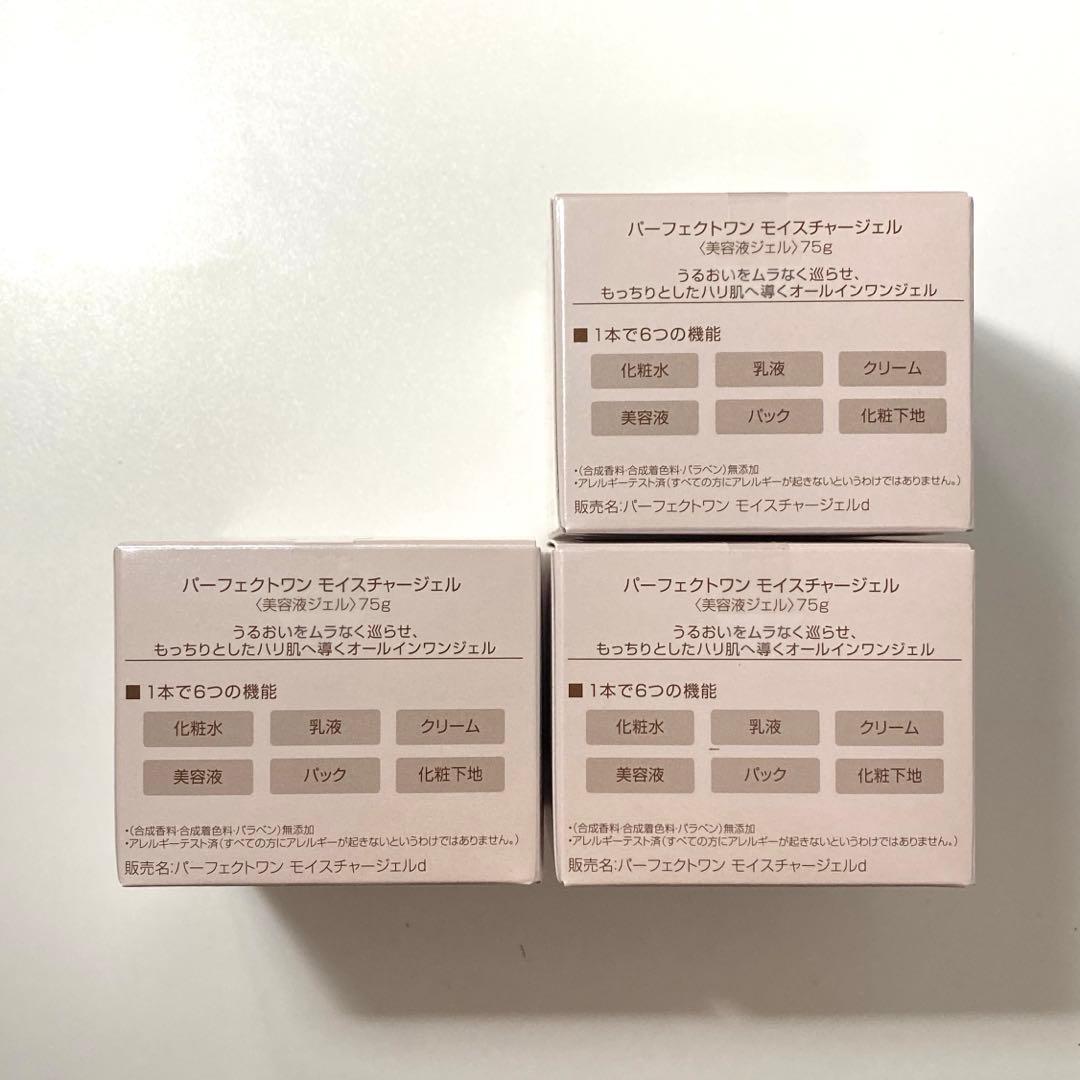 パーフェクトワン モイスチャージェル
〈美容液ジェル〉75g
うるおいをムラなく巡らせ、
もっちりとしたハリ肌へ導くオールインワンジェル
■ 1本で6つの機能
化粧水 乳液 クリーム
美容液 パック 化粧下地
・(合成香料・合成着色料・パラベン)無添加
・アレルギーテスト済(すべての方にアレルギーが起きないというわけではありません。)
販売名:パーフェクトワン モイスチャージェルd
パーフェクトワン モイスチャージェル
〈美容液ジェル〉75g
うるおいをムラなく巡らせ、
もっちりとしたハリ肌へ導くオールインワンジェル
■ 1本で6つの機能
化粧水 乳液 クリーム
美容液 パック 化粧下地
・(合成香料・合成着色料・パラベン)無添加
・アレルギーテスト済(すべての方にアレルギーが起きないというわけではありません。)
販売名:パーフェクトワン モイスチャージェルd
パーフェクトワン モイスチャージェル
〈美容液ジェル〉75g
うるおいをムラなく巡らせ、
もっちりとしたハリ肌へ導くオールインワンジェル
■ 1本で6つの機能
化粧水 乳液 クリーム
美容液 パック 化粧下地
・(合成香料・合成着色料・パラベン)無添加
・アレルギーテスト済(すべての方にアレルギーが起きないというわけではありません。)
販売名:パーフェクトワン モイスチャージェルd